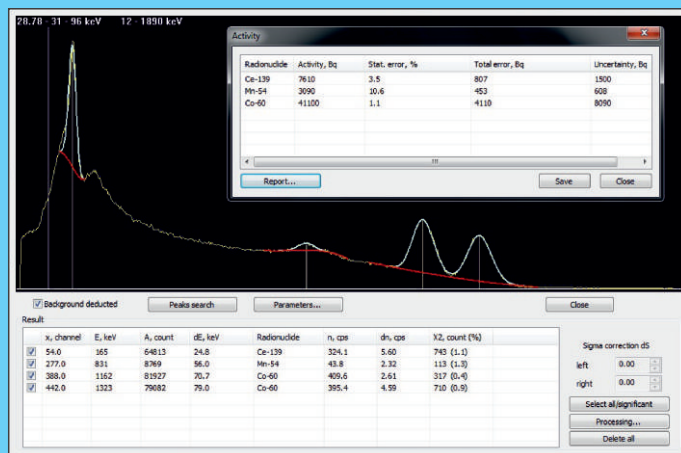 28.78 - 31 - 96 keV 12 - 1890 keV
Activity
Radionuclide Activity, Bq Stat. error, % Total error, Bq Uncertainty, Bq
Ce-139 7610 3.5 807 1500
Mn-54 3090 10.6 453 608
Co-60 41100 1.1 4110 8090
Report... Save Close
Background deducted Peaks search Parameters... Close
Result
x, channel E, keV A, count dE, keV Radionuclide n, cps dn, cps X2, count (%)
54.0 165 64813 24.8 Ce-139 324.1 5.60 743 (1.1)
277.0 831 8769 56.0 Mn-54 43.8 2.32 113 (1.3)
388.0 1162 81927 70.7 Co-60 409.6 2.61 317 (0.4)
442.0 1323 79082 79.0 Co-60 395.4 4.59 710 (0.9)
Sigma correction dS
left 0.00
right 0.00
Select all/significant
Processing...
Delete all